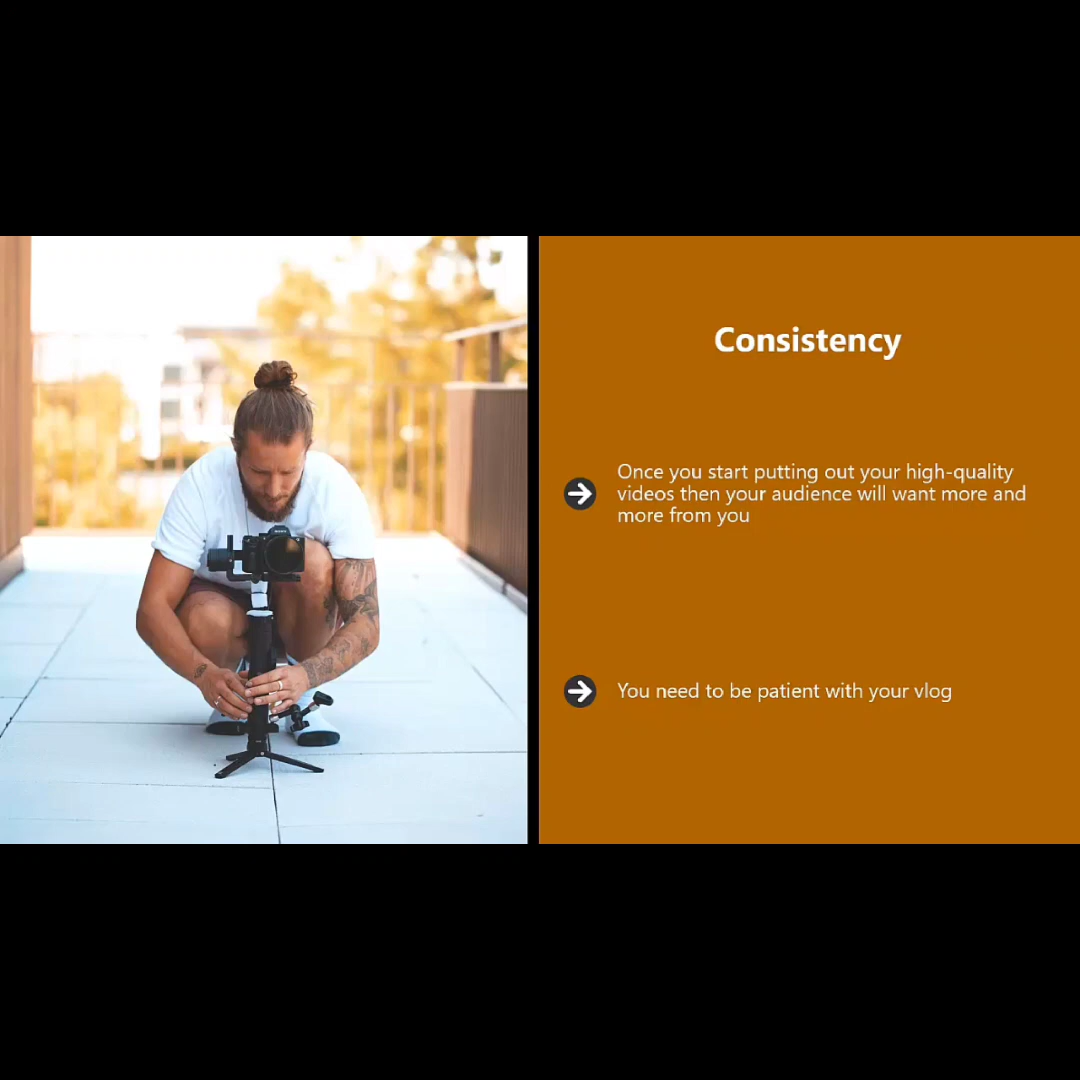 Consistency
Once you start putting out your high-quality
videos then your audience will want more and
more from you
You need to be patient with your vlog